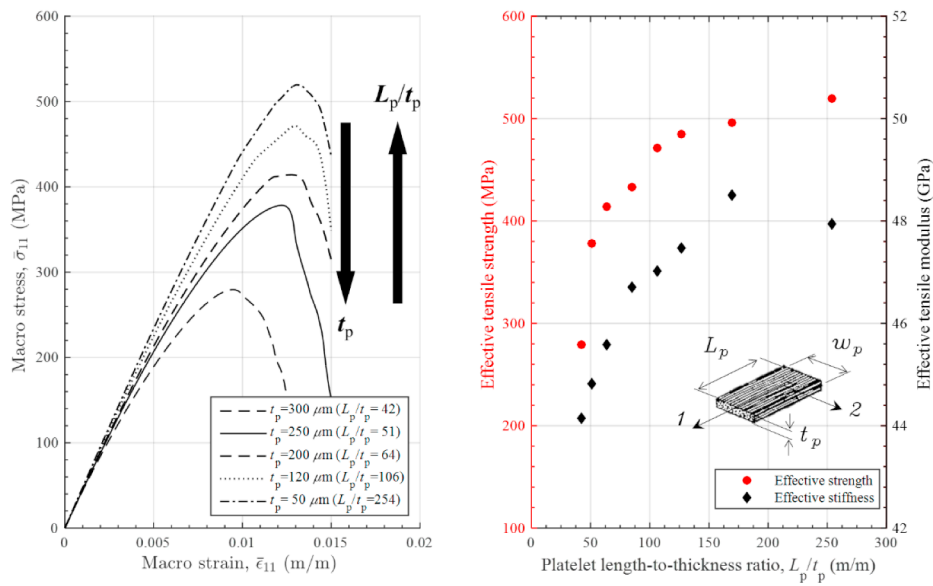 600
500
400
300
200
100
0
0
0.005
0.01
0.015
0.02
Macro stress, σ̄₁₁ (MPa)
Macro strain, ε̄₁₁ (m/m)
Lₚ/tₚ
tₚ
tₚ=300 μm (Lₚ/tₚ= 42)
tₚ=250 μm (Lₚ/tₚ= 51)
tₚ=200 μm (Lₚ/tₚ= 64)
tₚ=120 μm (Lₚ/tₚ=106)
tₚ= 50 μm (Lₚ/tₚ=254)
600
500
400
300
200
100
Effective tensile strength (MPa)
0
50
100
150
200
250
300
Platelet length-to-thickness ratio, Lₚ/tₚ (m/m)
52
50
48
46
44
42
Effective tensile modulus (GPa)
Lₚ
wₚ
1
2
tₚ
Effective strength
Effective stiffness